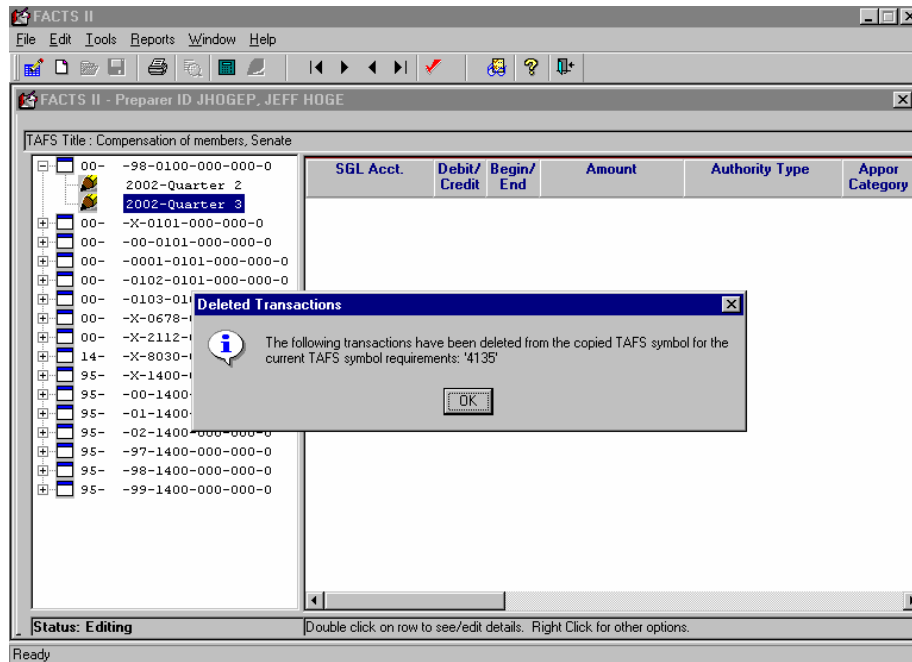 FACTS II
File Edit Tools Reports Window Help
FACTS II - Preparer ID JHOGEP, JEFF HOGE
TAFS Title : Compensation of members, Senate
00- -98-0100-000-000-0
2002-Quarter 2
2002-Quarter 3
00- -X-0101-000-000-0
00- -00-0101-000-000-0
00- -0001-0101-000-000-0
00- -0102-0101-000-000-0
00- -0103-01
00- -X-0678-
00- -X-2112-
14- -X-8030-
95- -X-1400-
95- -00-1400-
95- -01-1400-
95- -02-1400-000-000-0
95- -97-1400-000-000-0
95- -98-1400-000-000-0
95- -99-1400-000-000-0
SGL Acct. Debit/ Credit Begin/ End Amount Authority Type Appor Category
Deleted Transactions
The following transactions have been deleted from the copied TAFS symbol for the
current TAFS symbol requirements: '4135'
OK
Status: Editing
Double click on row to see/edit details. Right Click for other options.
Ready